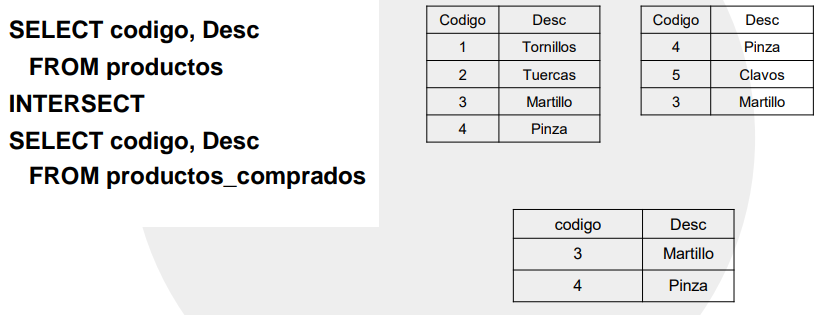 SELECT codigo, Desc
FROM productos
INTERSECT
SELECT codigo, Desc
FROM productos_comprados
Codigo Desc
1 Tornillos
2 Tuercas
3 Martillo
4 Pinza
Codigo Desc
4 Pinza
5 Clavos
3 Martillo
codigo Desc
3 Martillo
4 Pinza